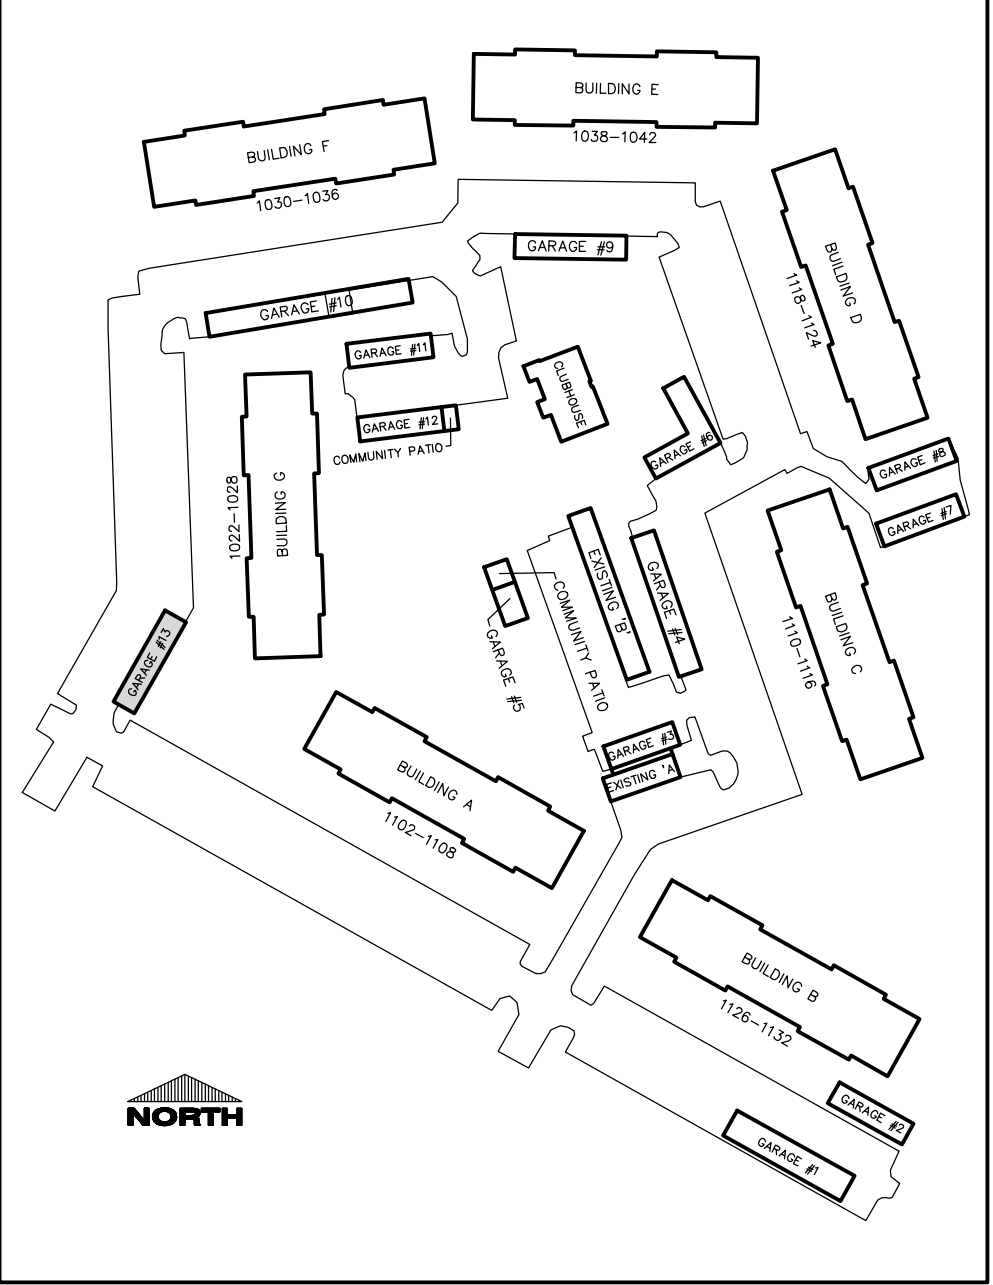 BUILDING E
1038-1042
BUILDING F
1030-1036
GARAGE #9
BUILDING D
1118-1124
GARAGE #10
GARAGE #11
CLUBHOUSE
GARAGE #12
COMMUNITY PATIO
GARAGE #6
GARAGE #8
GARAGE #7
BUILDING G
1022-1028
EXISTING 'B'
GARAGE #4
COMMUNITY PATIO
GARAGE #5
BUILDING C
1110-1116
GARAGE #13
GARAGE #3
EXISTING 'A
BUILDING A
1102-1108
BUILDING B
1126-1132
GARAGE #2
GARAGE #1
NORTH